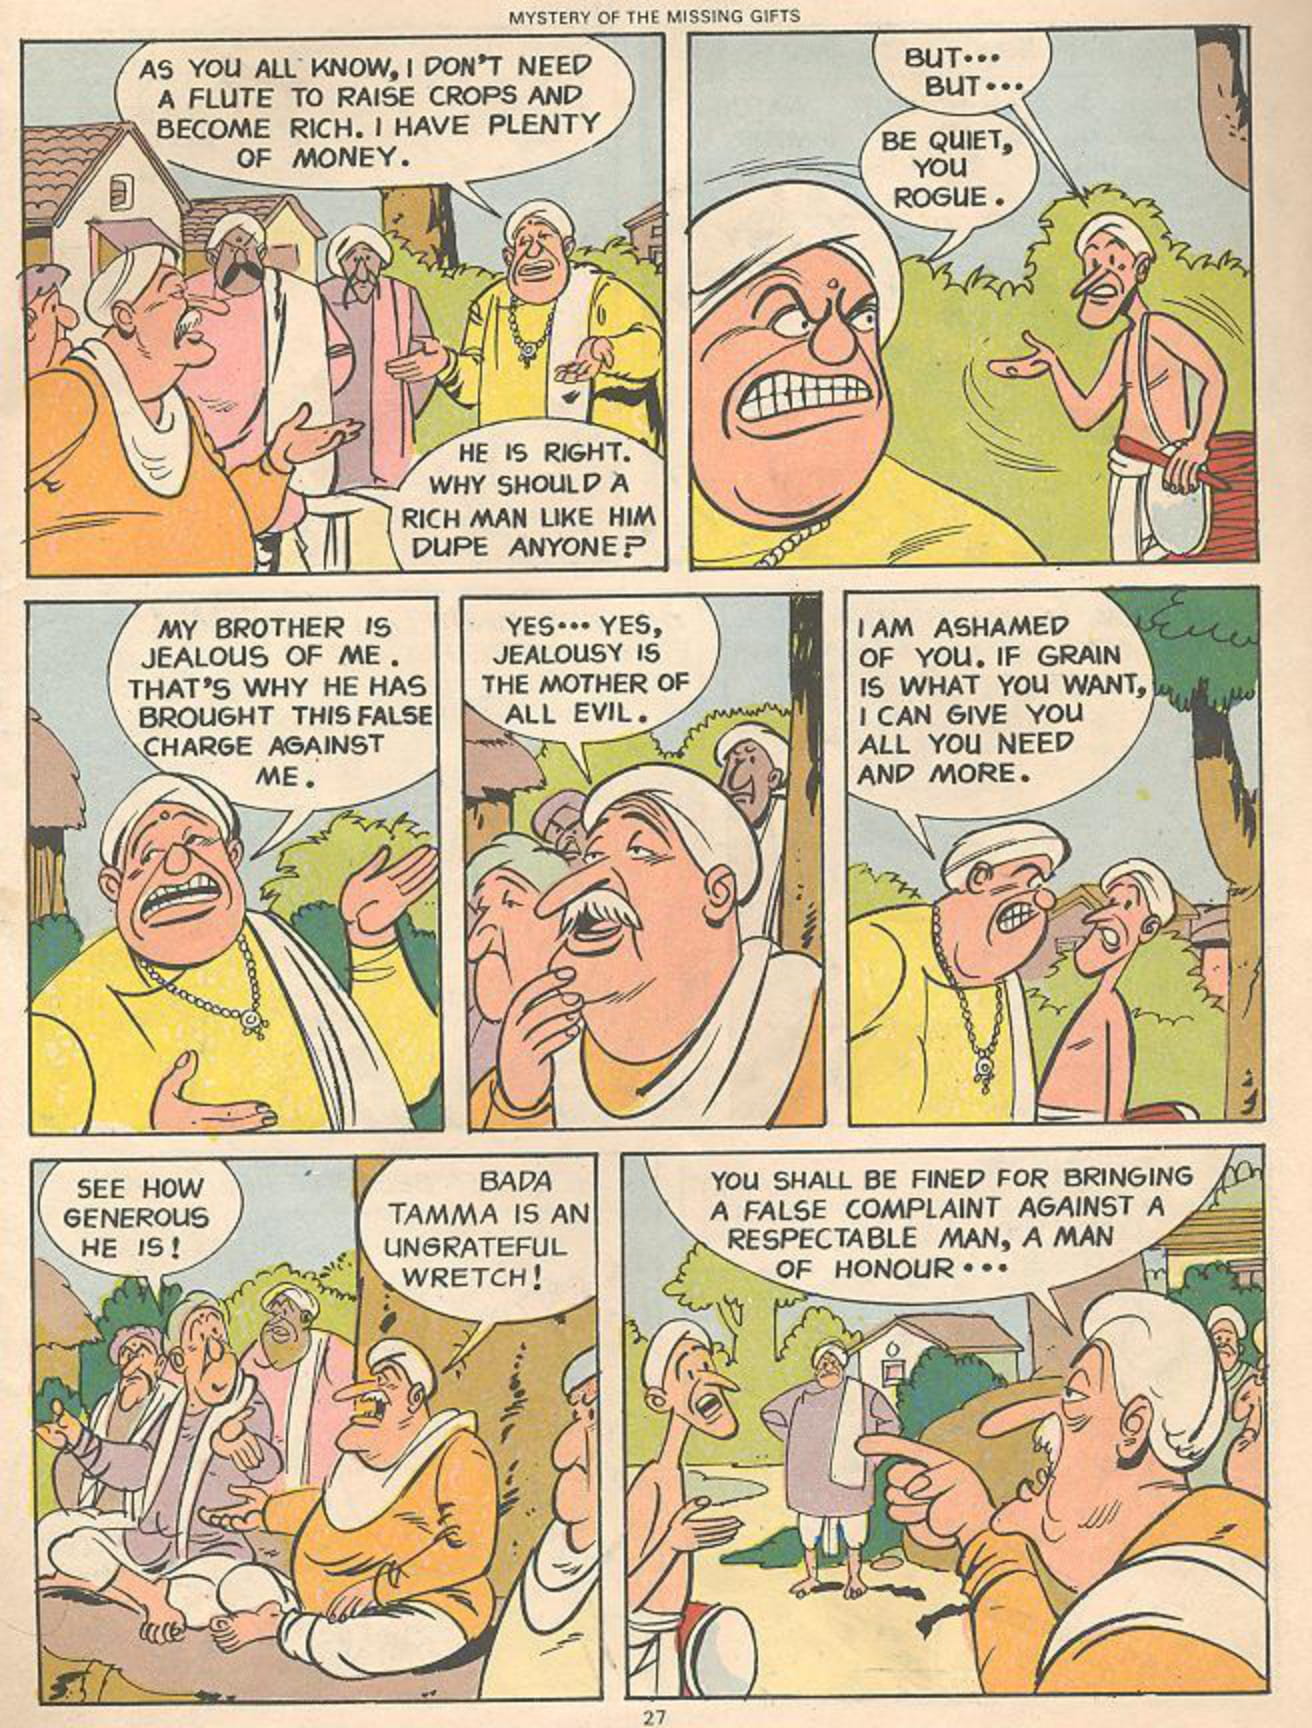 MYSTERY OF THE MISSING GIFTS
AS YOU ALL KNOW, I DON'T NEED
A FLUTE TO RAISE CROPS AND
BECOME RICH. I HAVE PLENTY
OF MONEY.
HE IS RIGHT.
WHY SHOULD A
RICH MAN LIKE HIM
DUPE ANYONE?
BUT...
BUT...
BE QUIET,
YOU
ROGUE.
MY BROTHER IS
JEALOUS OF ME.
THAT'S WHY HE HAS
BROUGHT THIS FALSE
CHARGE AGAINST
ME.
YES... YES,
JEALOUSY IS
THE MOTHER OF
ALL EVIL.
I AM ASHAMED
OF YOU. IF GRAIN
IS WHAT YOU WANT,
I CAN GIVE YOU
ALL YOU NEED
AND MORE.
SEE HOW
GENEROUS
HE IS!
BADA
TAMMA IS AN
UNGRATEFUL
WRETCH!
YOU SHALL BE FINED FOR BRINGING
A FALSE COMPLAINT AGAINST A
RESPECTABLE MAN, A MAN
OF HONOUR...
27